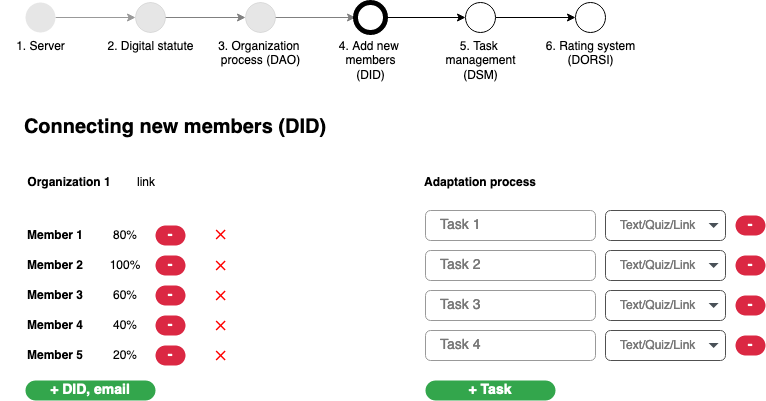 1. Server
2. Digital statute
3. Organization
process (DAO)
4. Add new
members
(DID)
5. Task
management
(DSM)
6. Rating system
(DORSI)
Connecting new members (DID)
Organization 1 link
Member 1 80% -
Member 2 100% -
Member 3 60% -
Member 4 40% -
Member 5 20% -
+ DID, email
Adaptation process
Task 1 Text/Quiz/Link -
Task 2 Text/Quiz/Link -
Task 3 Text/Quiz/Link -
Task 4 Text/Quiz/Link -
+ Task